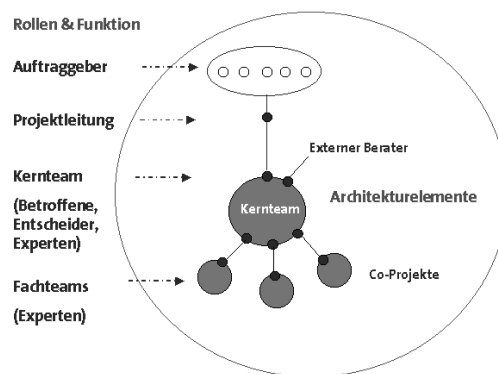 Rollen & Funktion
Auftraggeber
Projektleitung
Externer Berater
Kernteam
(Betroffene,
Entscheider,
Experten)
Kernteam
Architekturelemente
Fachteams
(Experten)
Co-Projekte